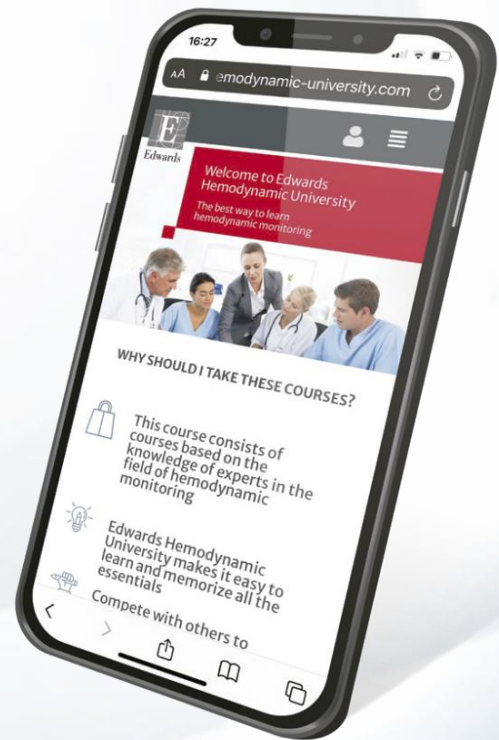 16:27
AA emodynamic-university.com
E
Edwards
Welcome to Edwards
Hemodynamic University
The best way to learn
hemodynamic monitoring
WHY SHOULD I TAKE THESE COURSES?
This course consists of
courses based on the
knowledge of experts in the
field of hemodynamic
monitoring
Edwards Hemodynamic
University makes it easy to
learn and memorize all the
essentials
Compete with others to